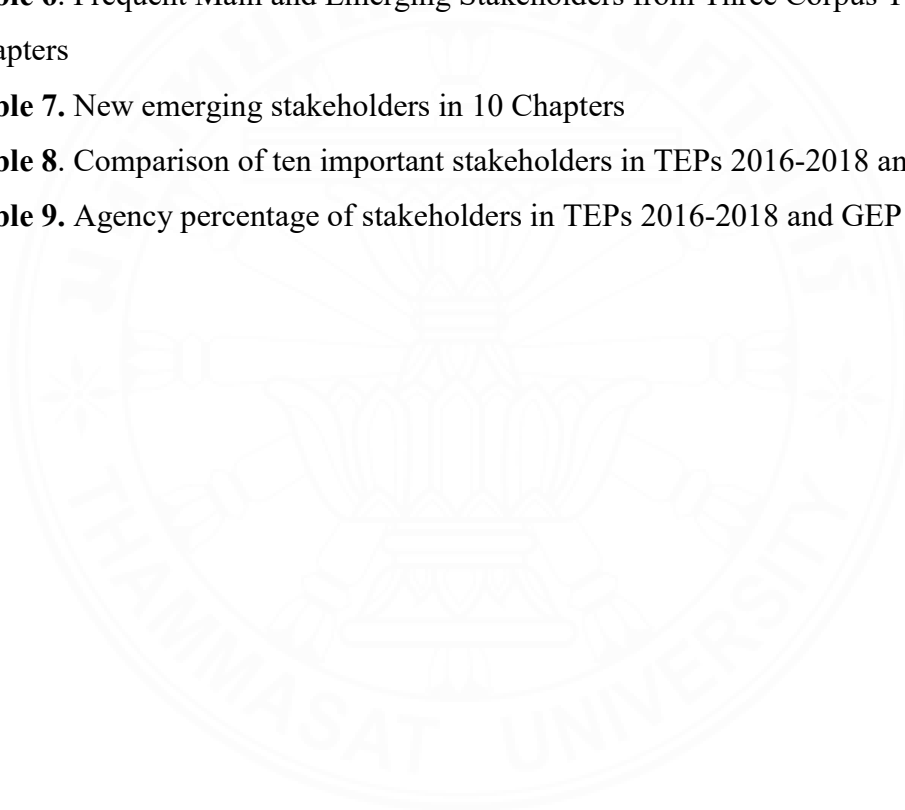 ble 6. Frequent Main and Emerging Stakeholders from Three Corpus
apters
ble 7. New emerging stakeholders in 10 Chapters
ble 8. Comparison of ten important stakeholders in TEPs 2016-2018 an
ble 9. Agency percentage of stakeholders in TEPs 2016-2018 and GEP
THAMMASAT UNIVERSITY